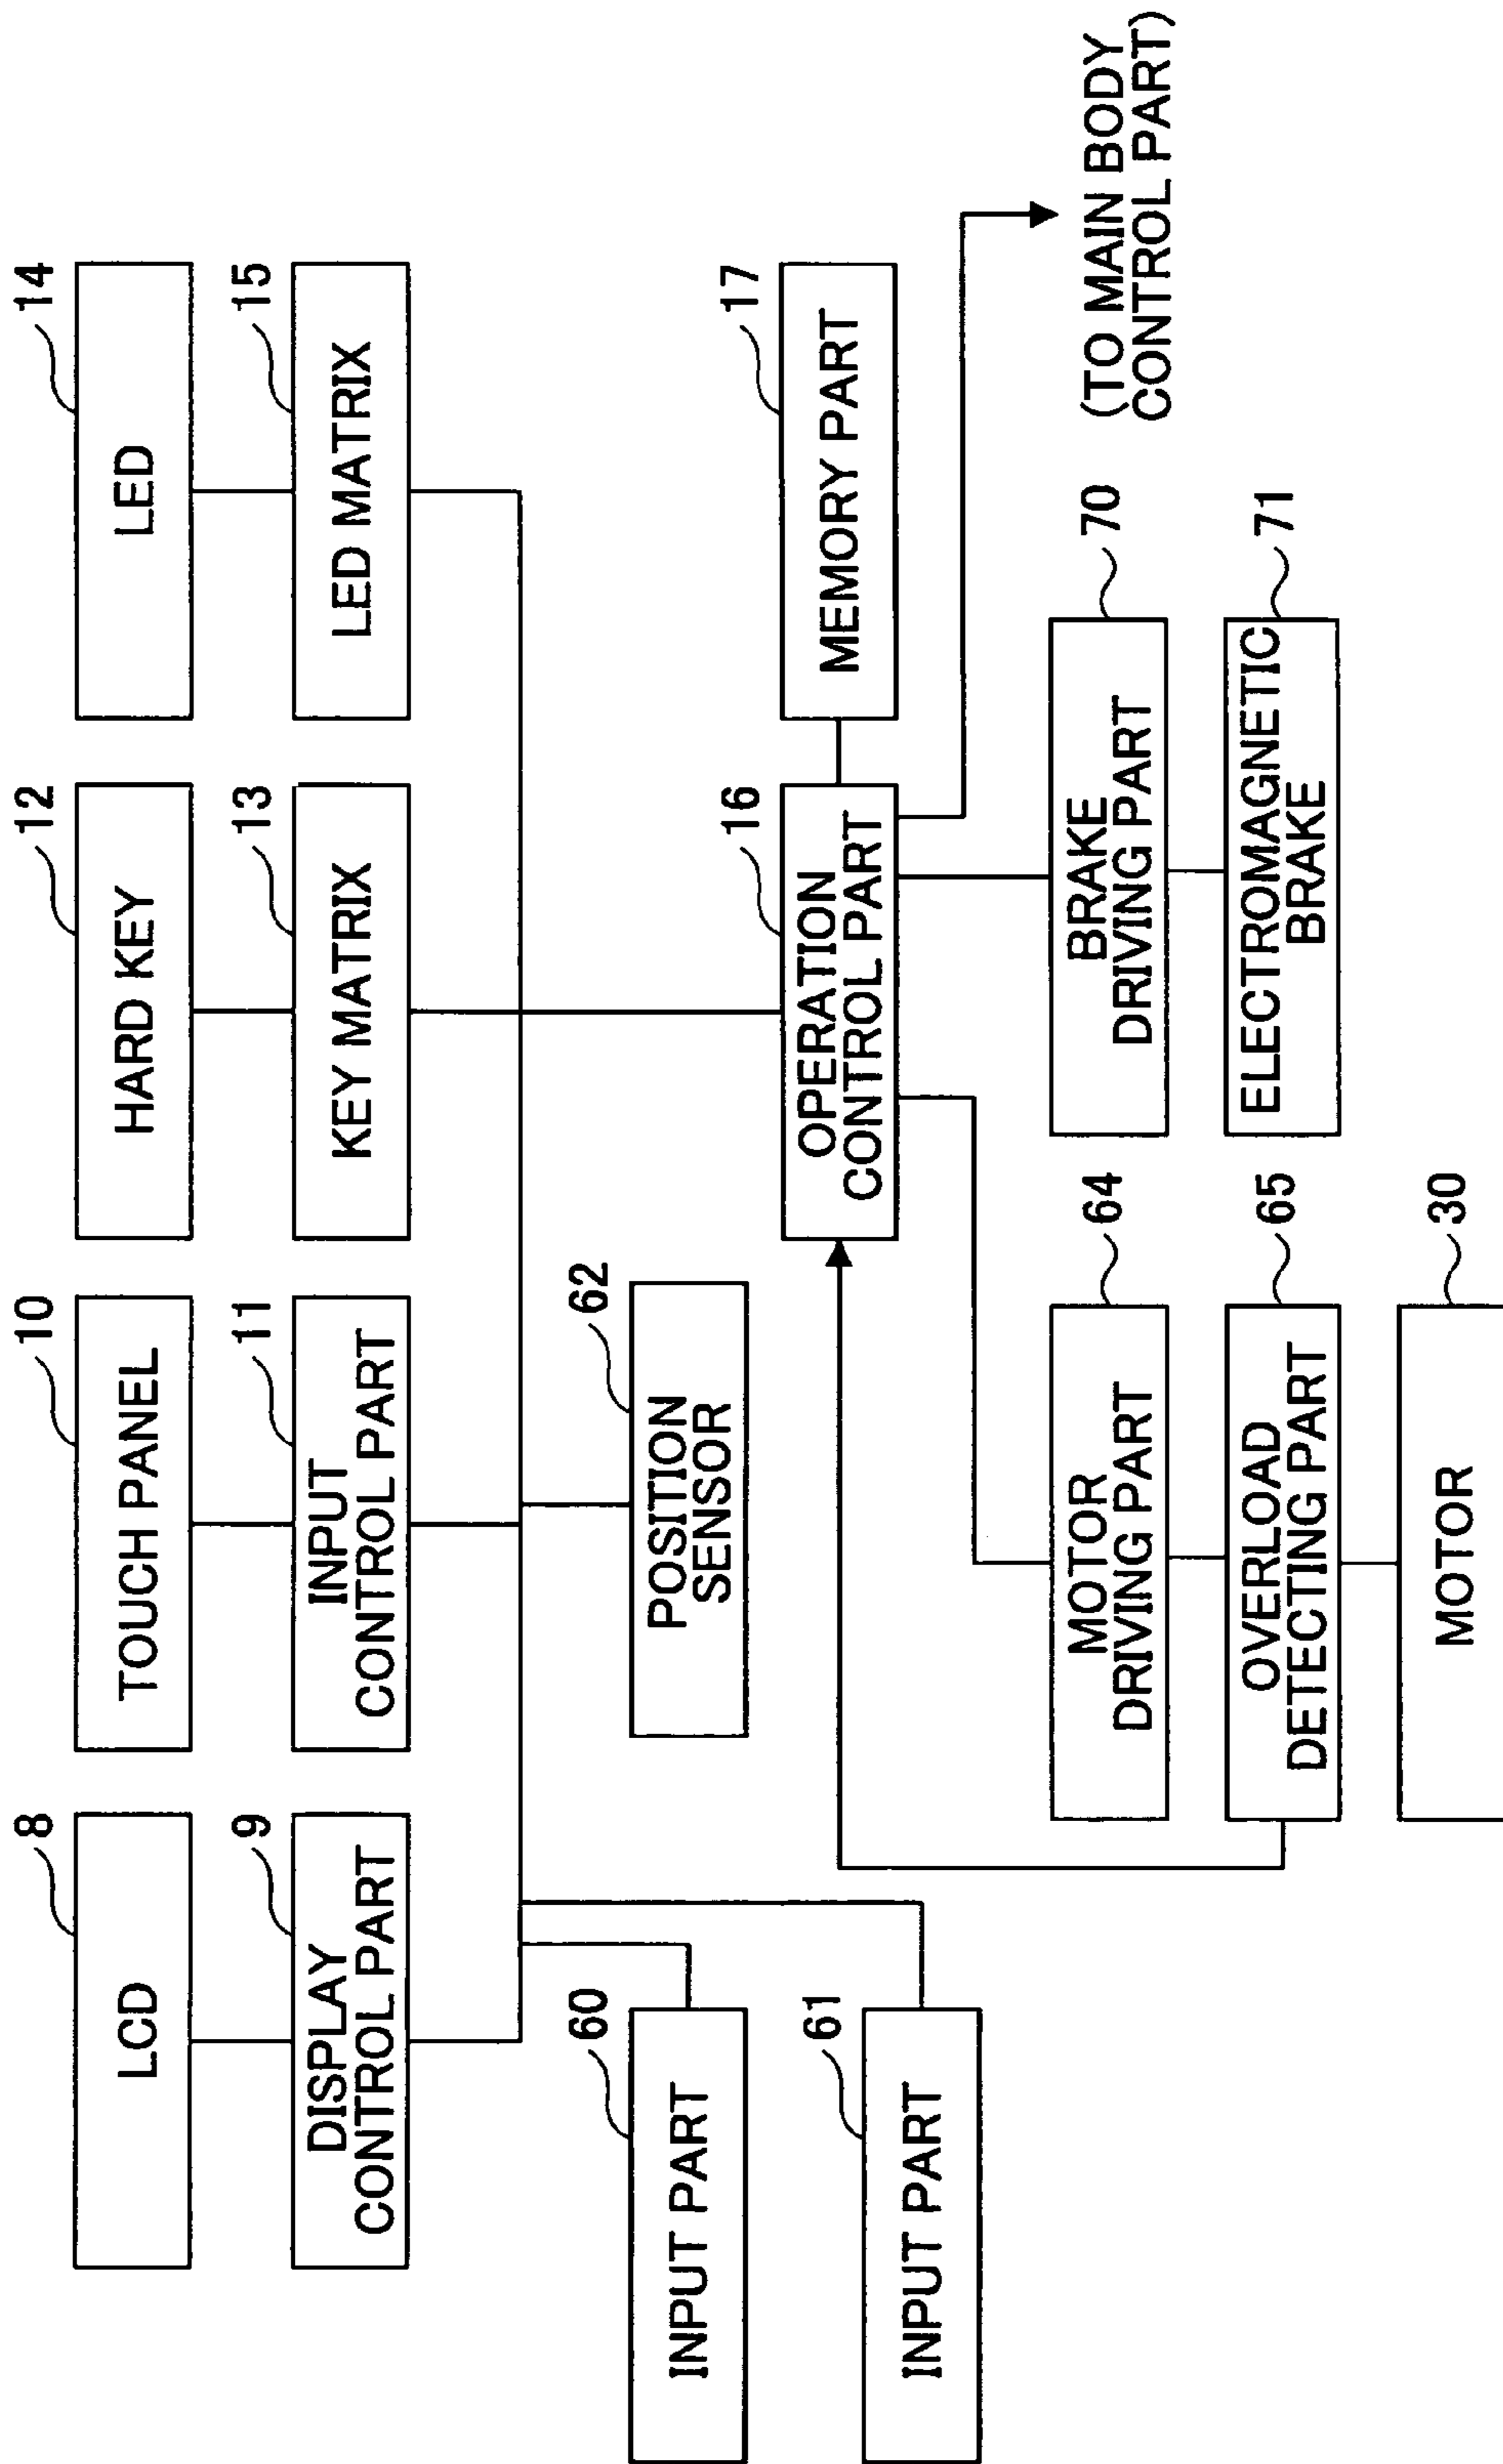 8
LCD
9
DISPLAY
CONTROL PART
10
TOUCH PANEL
11
INPUT
CONTROL PART
12
HARD KEY
13
KEY MATRIX
14
LED
15
LED MATRIX
60
INPUT PART
61
INPUT PART
62
POSITION
SENSOR
16
OPERATION
CONTROL PART
17
MEMORY PART
64
MOTOR
DRIVING PART
65
OVERLOAD
DETECTING PART
30
MOTOR
70
BRAKE
DRIVING PART
71
ELECTROMAGNETIC
BRAKE
(TO MAIN BODY
CONTROL PART)